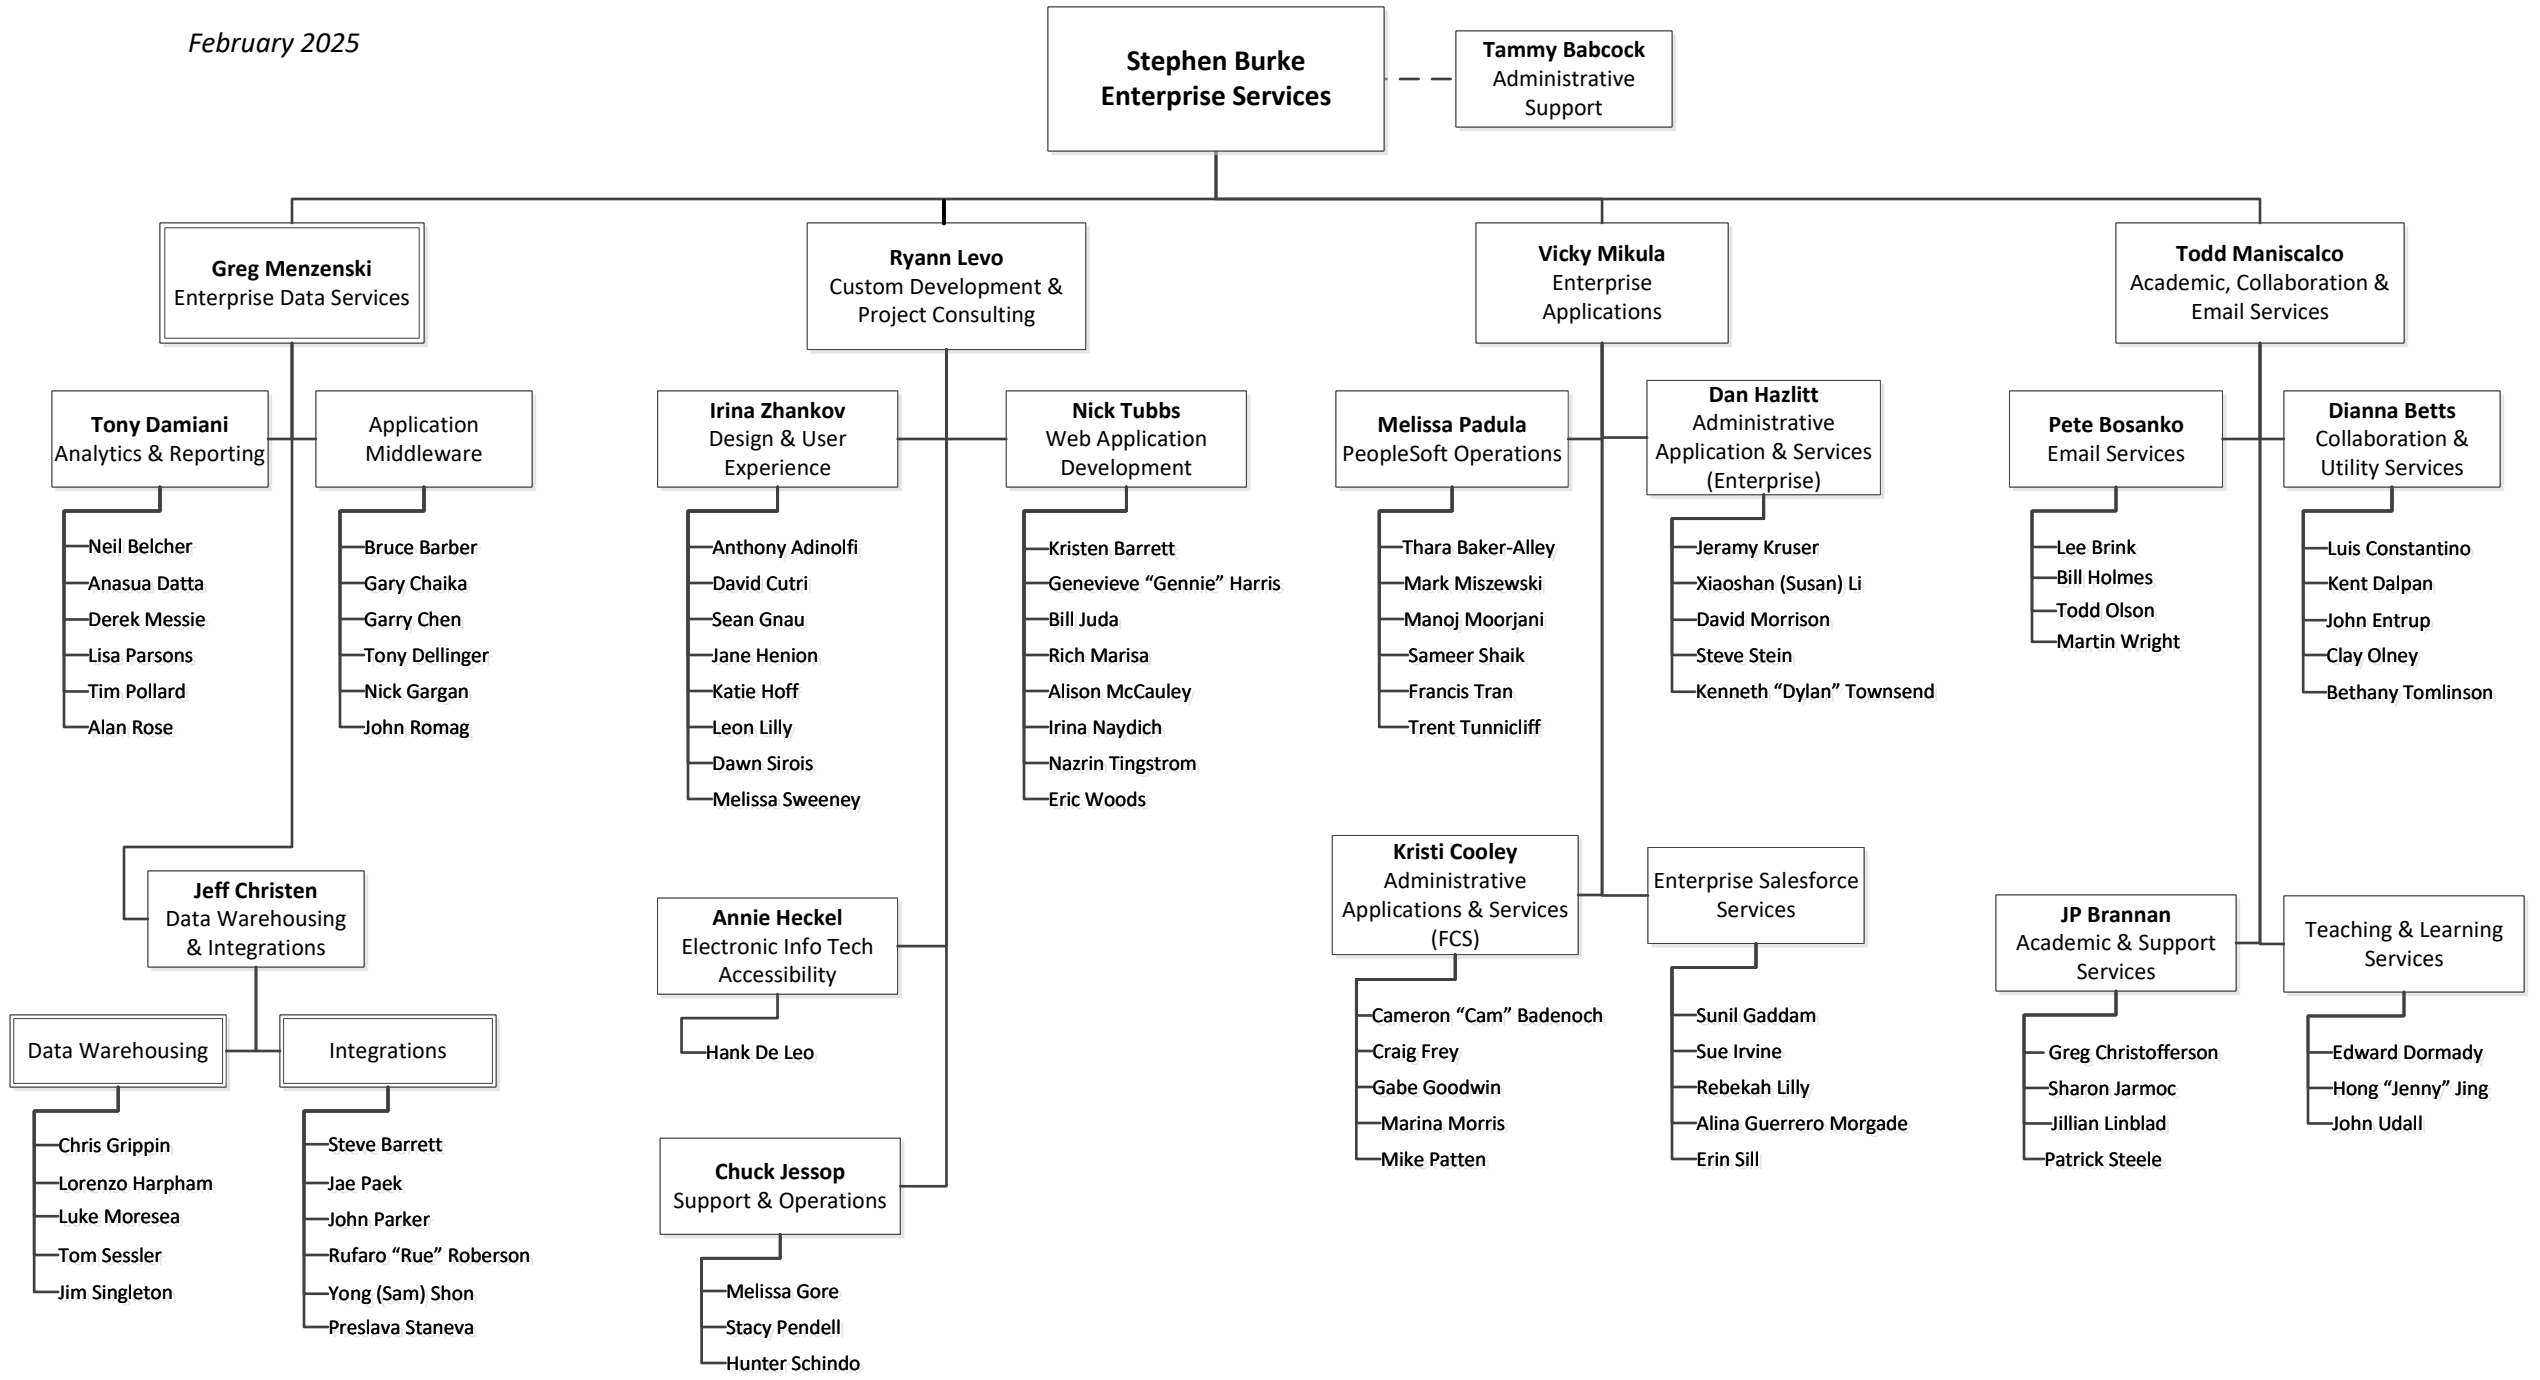 February 2025
Stephen Burke
Enterprise Services
Tammy Babcock
Administrative
Support
Greg Menzenski
Enterprise Data Services
Ryann Levo
Custom Development &
Project Consulting
Vicky Mikula
Enterprise
Applications
Todd Maniscalco
Academic, Collaboration &
Email Services
Tony Damiani
Analytics & Reporting
Neil Belcher
Anasua Datta
Derek Messie
Lisa Parsons
Tim Pollard
Alan Rose
Application
Middleware
Bruce Barber
Gary Chaika
Garry Chen
Tony Dellinger
Nick Gargan
John Romag
Jeff Christen
Data Warehousing
& Integrations
Data Warehousing
Chris Grippin
Lorenzo Harpham
Luke Moresea
Tom Sessler
Jim Singleton
Integrations
Steve Barrett
Jae Paek
John Parker
Rufaro “Rue” Roberson
Yong (Sam) Shon
Preslava Staneva
Irina Zhankov
Design & User
Experience
Anthony Adinolfi
David Cutri
Sean Gnau
Jane Henion
Katie Hoff
Leon Lilly
Dawn Sirois
Melissa Sweeney
Nick Tubbs
Web Application
Development
Kristen Barrett
Genevieve “Gennie” Harris
Bill Juda
Rich Marisa
Alison McCauley
Irina Naydich
Nazrin Tingstrom
Eric Woods
Annie Heckel
Electronic Info Tech
Accessibility
Hank De Leo
Chuck Jessop
Support & Operations
Melissa Gore
Stacy Pendell
Hunter Schindo
Melissa Padula
PeopleSoft Operations
Thara Baker-Alley
Mark Miszewski
Manoj Moorjani
Sameer Shaik
Francis Tran
Trent Tunnicliff
Dan Hazlitt
Administrative
Application & Services
(Enterprise)
Jeramy Kruser
Xiaoshan (Susan) Li
David Morrison
Steve Stein
Kenneth “Dylan” Townsend
Kristi Cooley
Administrative
Applications & Services
(FCS)
Cameron “Cam” Badenoch
Craig Frey
Gabe Goodwin
Marina Morris
Mike Patten
Enterprise Salesforce
Services
Sunil Gaddam
Sue Irvine
Rebekah Lilly
Alina Guerrero Morgade
Erin Sill
Pete Bosanko
Email Services
Lee Brink
Bill Holmes
Todd Olson
Martin Wright
Dianna Betts
Collaboration &
Utility Services
Luis Constantino
Kent Dalpan
John Entrup
Clay Olney
Bethany Tomlinson
JP Brannan
Academic & Support
Services
Greg Christofferson
Sharon Jarmoc
Jillian Linblad
Patrick Steele
Teaching & Learning
Services
Edward Dormady
Hong “Jenny” Jing
John Udall